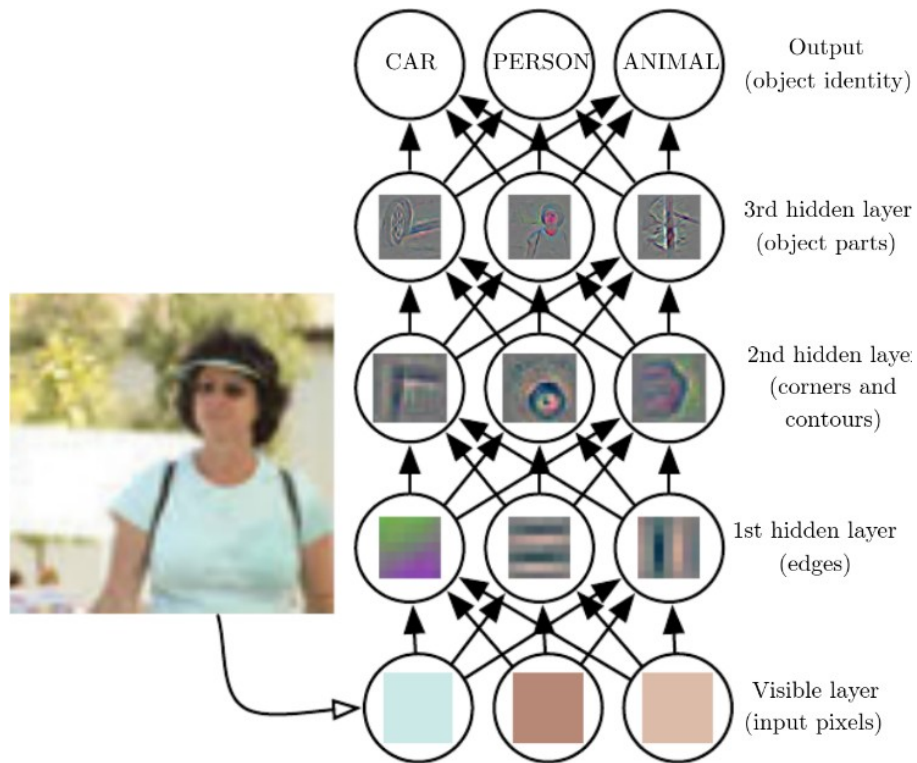 CAR PERSON ANIMAL
Output
(object identity)
3rd hidden layer
(object parts)
2nd hidden layer
(corners and
contours)
1st hidden layer
(edges)
Visible layer
(input pixels)